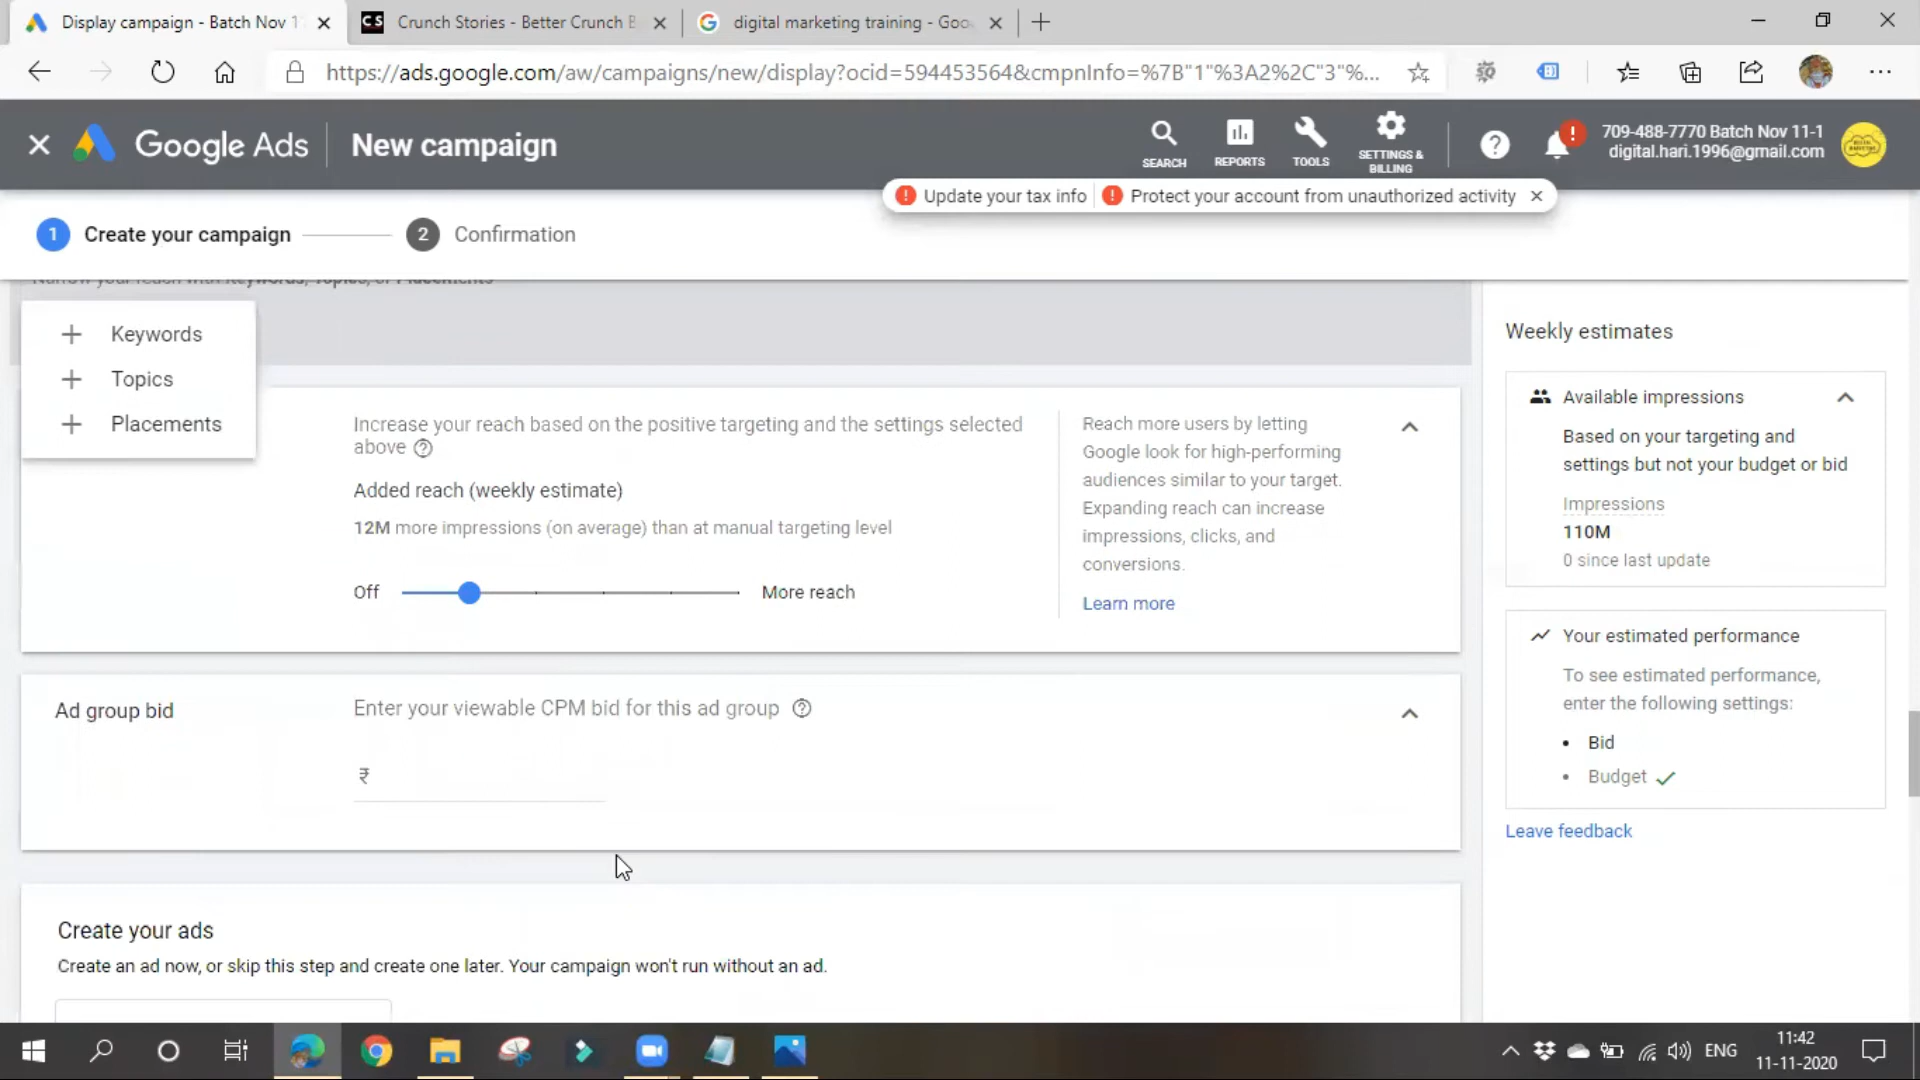 Display campaign - Batch Nov 1
Crunch Stories - Better Crunch B
digital marketing training - Goo
https://ads.google.com/aw/campaigns/new/display?ocid=594453564&cmpnInfo=%7B"1"%3A2%2C"3"%...
Google Ads
New campaign
SEARCH
REPORTS
TOOLS
SETTINGS &
BILLING
709-488-7770 Batch Nov 11-1
digital.hari.1996@gmail.com
Update your tax info
Protect your account from unauthorized activity
1 Create your campaign
2 Confirmation
Narrow your reach with Keywords, Topics, or Placements
Keywords
Topics
Placements
Increase your reach based on the positive targeting and the settings selected
above
Added reach (weekly estimate)
12M more impressions (on average) than at manual targeting level
Off
More reach
Reach more users by letting
Google look for high-performing
audiences similar to your target.
Expanding reach can increase
impressions, clicks, and
conversions.
Learn more
Ad group bid
Enter your viewable CPM bid for this ad group
₹
Create your ads
Create an ad now, or skip this step and create one later. Your campaign won't run without an ad.
Weekly estimates
Available impressions
Based on your targeting and
settings but not your budget or bid
Impressions
110M
0 since last update
Your estimated performance
To see estimated performance,
enter the following settings:
• Bid
• Budget
Leave feedback
ENG
11:42
11-11-2020